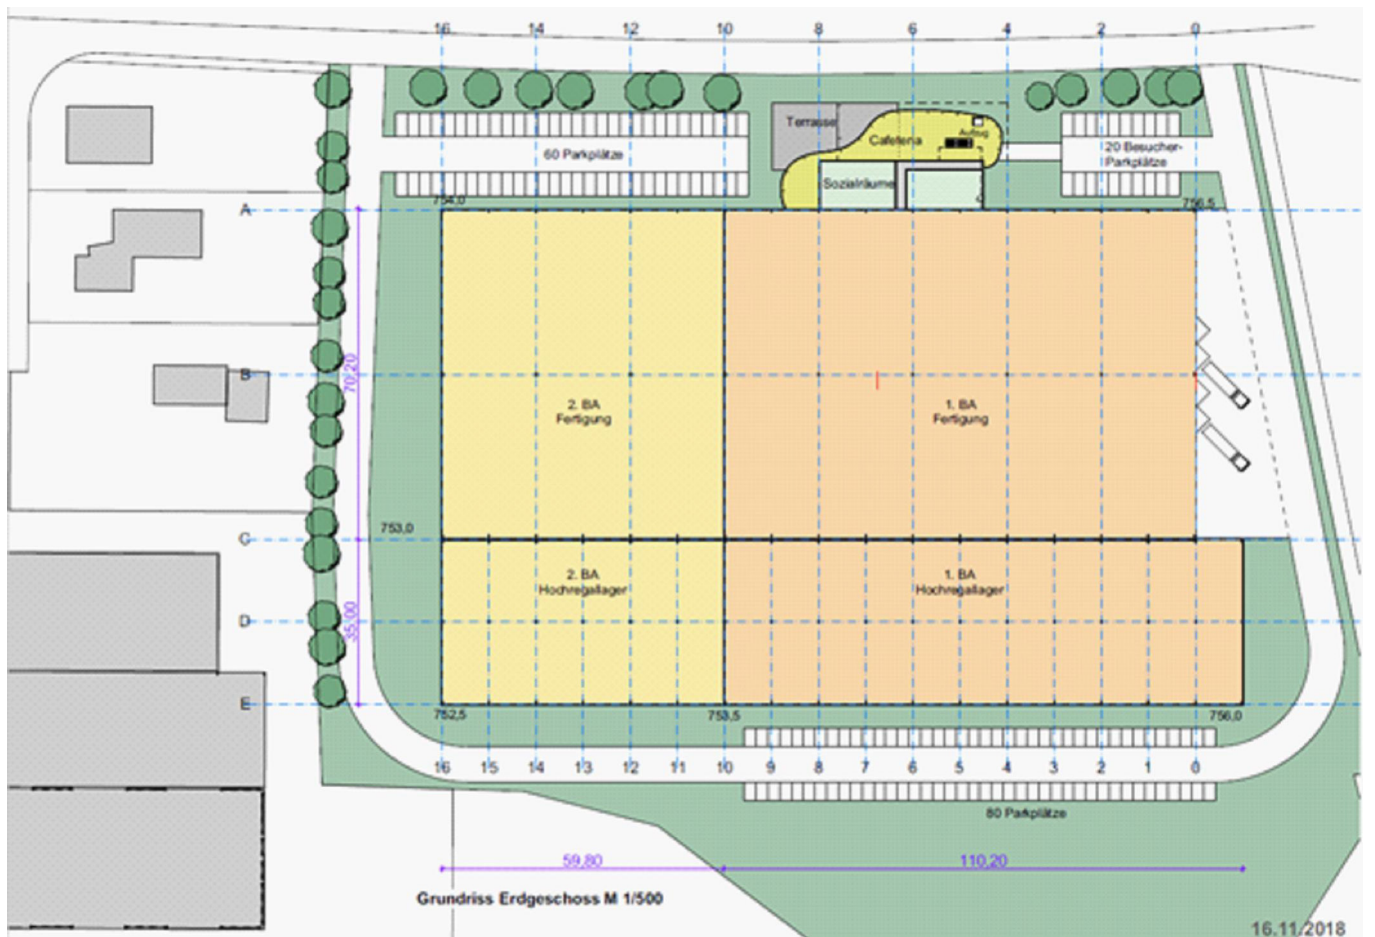 16 14 12 10 8 6 4 2 0
Terrasse
Cafeteria
Aufzug
60 Parkplätze
20 Besucher-
Parkplätze
Sozialräume
754,0
756,5
A
B
70,20
2. BA
Fertigung
1. BA
Fertigung
753,0
C
2. BA
Hochregallager
1. BA
Hochregallager
D
35,00
E
752,5
753,5
756,0
16 15 14 13 12 11 10 9 8 7 6 5 4 3 2 1 0
80 Parkplätze
59,80
110,20
Grundriss Erdgeschoss M 1/500
16.11.2018